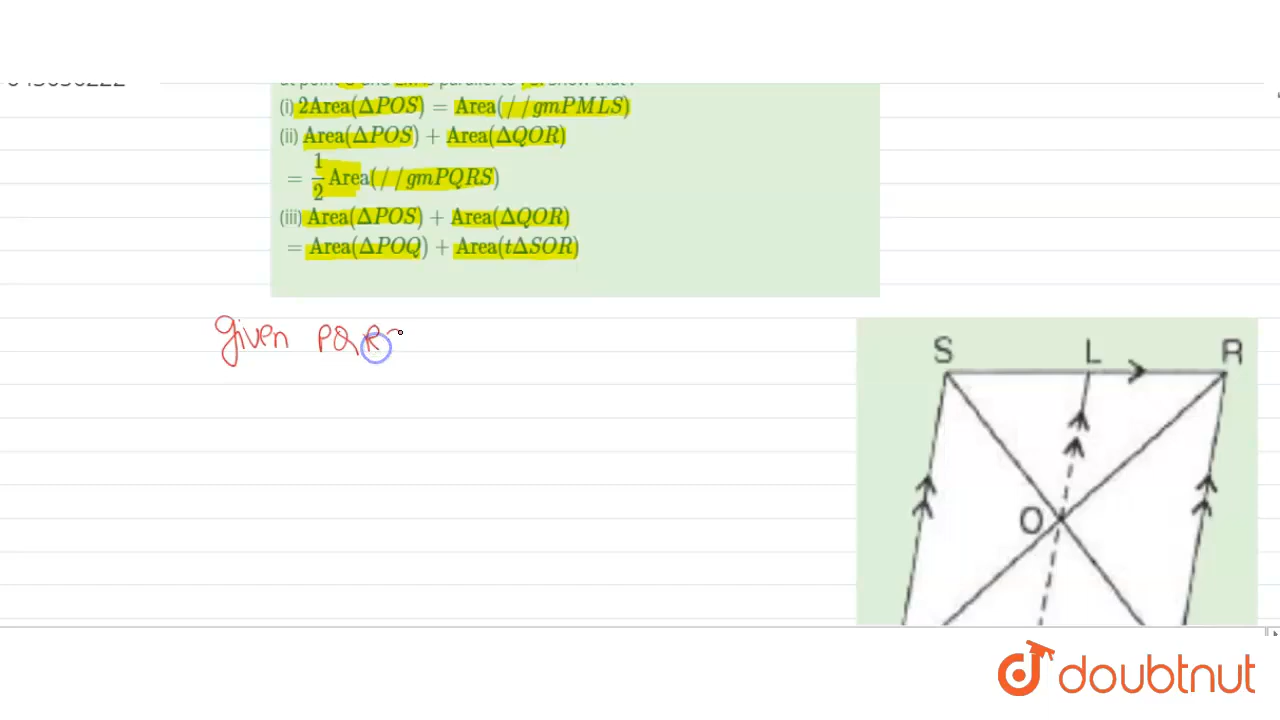 (i) 2Area(ΔPOS) = Area(//gmPMLS)
(ii) Area(ΔPOS) + Area(ΔQOR)
= 1/2 Area(//gmPQRS)
(iii) Area(ΔPOS) + Area(ΔQOR)
= Area(ΔPOQ) + Area(tΔSOR)
Given PQR
S L R
O
doubtnut